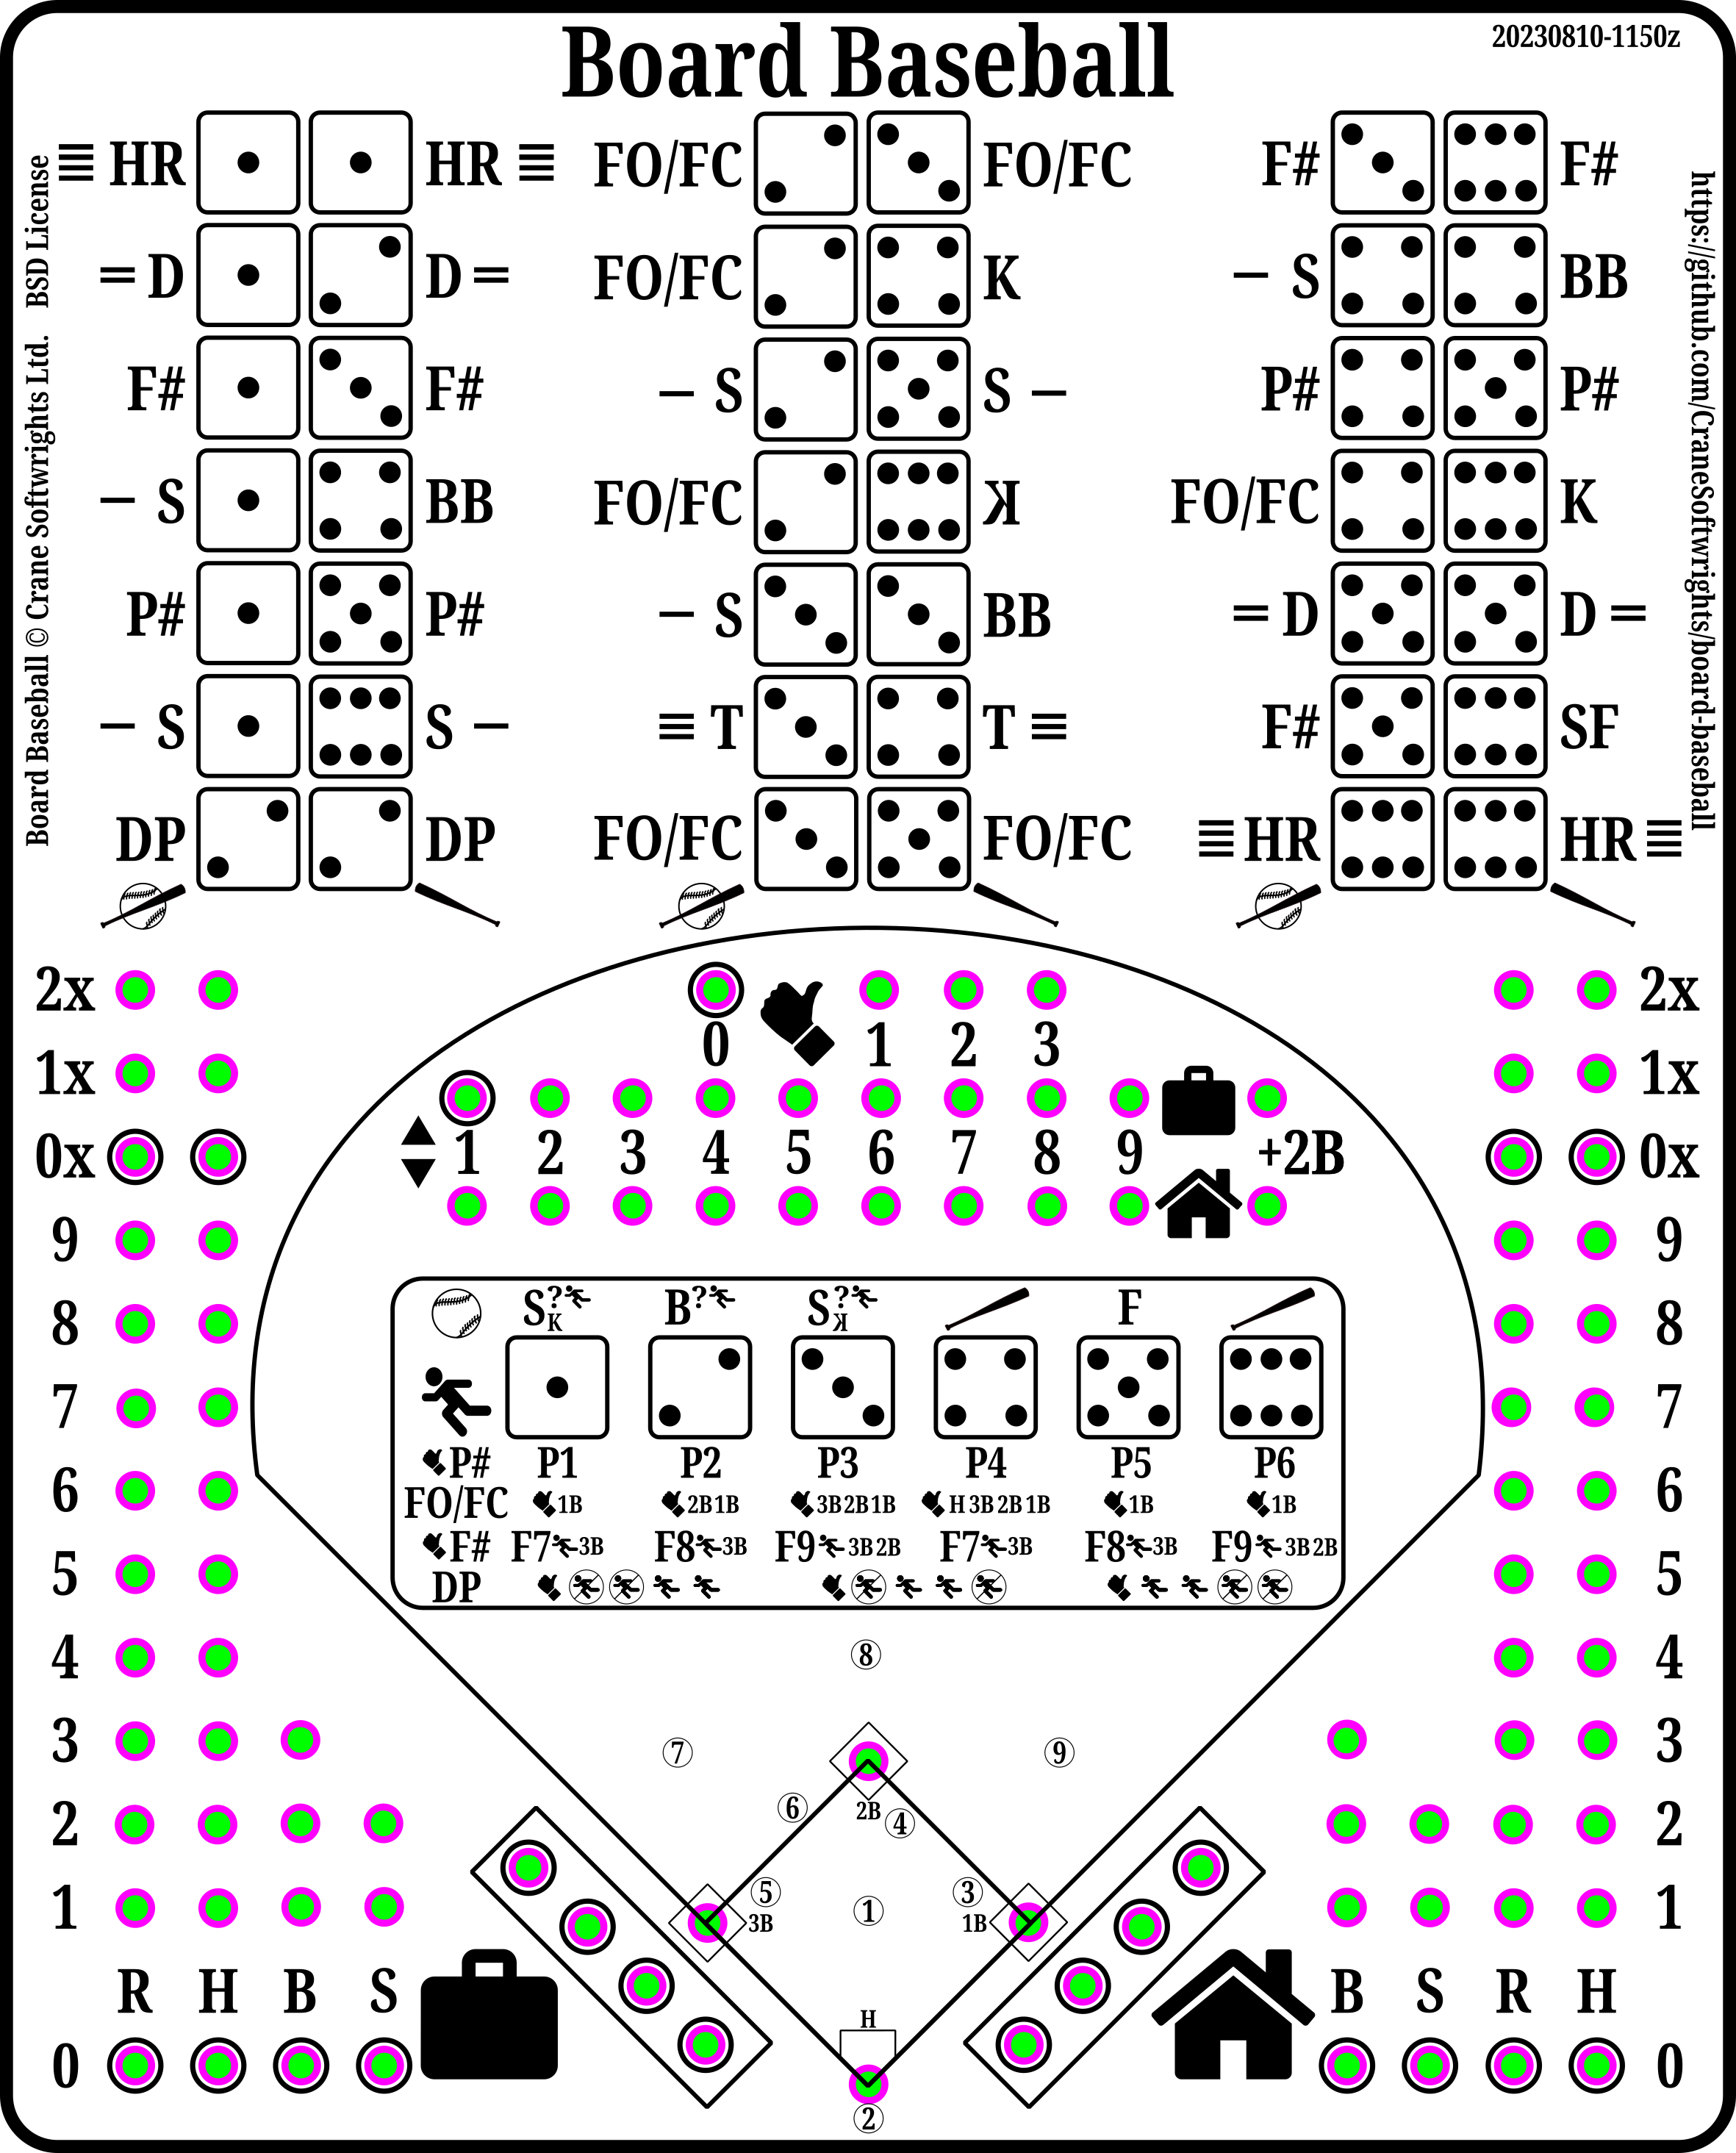 Board Baseball
20230810-1150z
Board Baseball © Crane Softwrights Ltd. BSD License
https://github.com/CraneSoftwrights/board-baseball
HR HR FO/FC FO/FC F# F#
D D FO/FC K S BB
F# F# S S P# P#
S BB FO/FC ꓘ FO/FC K
P# P# S BB D D
S S T T F# SF
DP DP FO/FC FO/FC HR HR
2x 2x
0 1 2 3
1x 1x
0x 1 2 3 4 5 6 7 8 9 +2B 0x
9 9
S?K B? S?ꓘ F
8 8
7 7
P# P1 P2 P3 P4 P5 P6
6 6
FO/FC 1B 2B1B 3B2B1B H3B2B1B 1B 1B
F# F7 3B F8 3B F9 3B2B F7 3B F8 3B F9 3B2B
5 5
DP
4 8 4
3 7 9 3
2 6 2B 4 2
1 5 3B 1 3 1B 1
R H B S B S R H
H
0 0
2